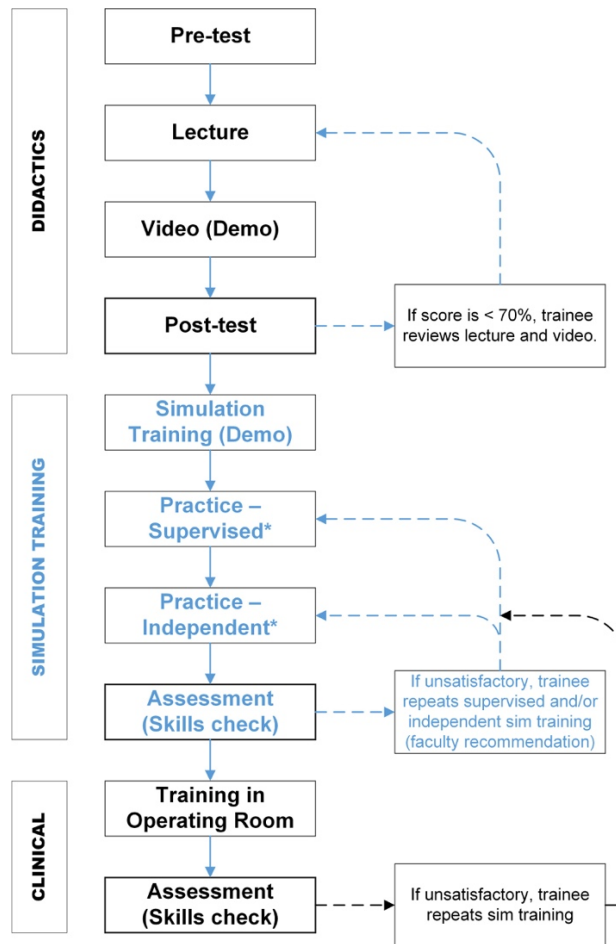 DIDACTICS
Pre-test
Lecture
Video (Demo)
Post-test
If score is < 70%, trainee
reviews lecture and video.
SIMULATION TRAINING
Simulation
Training (Demo)
Practice –
Supervised*
Practice –
Independent*
Assessment
(Skills check)
If unsatisfactory, trainee
repeats supervised and/or
independent sim training
(faculty recommendation)
CLINICAL
Training in
Operating Room
Assessment
(Skills check)
If unsatisfactory, trainee
repeats sim training